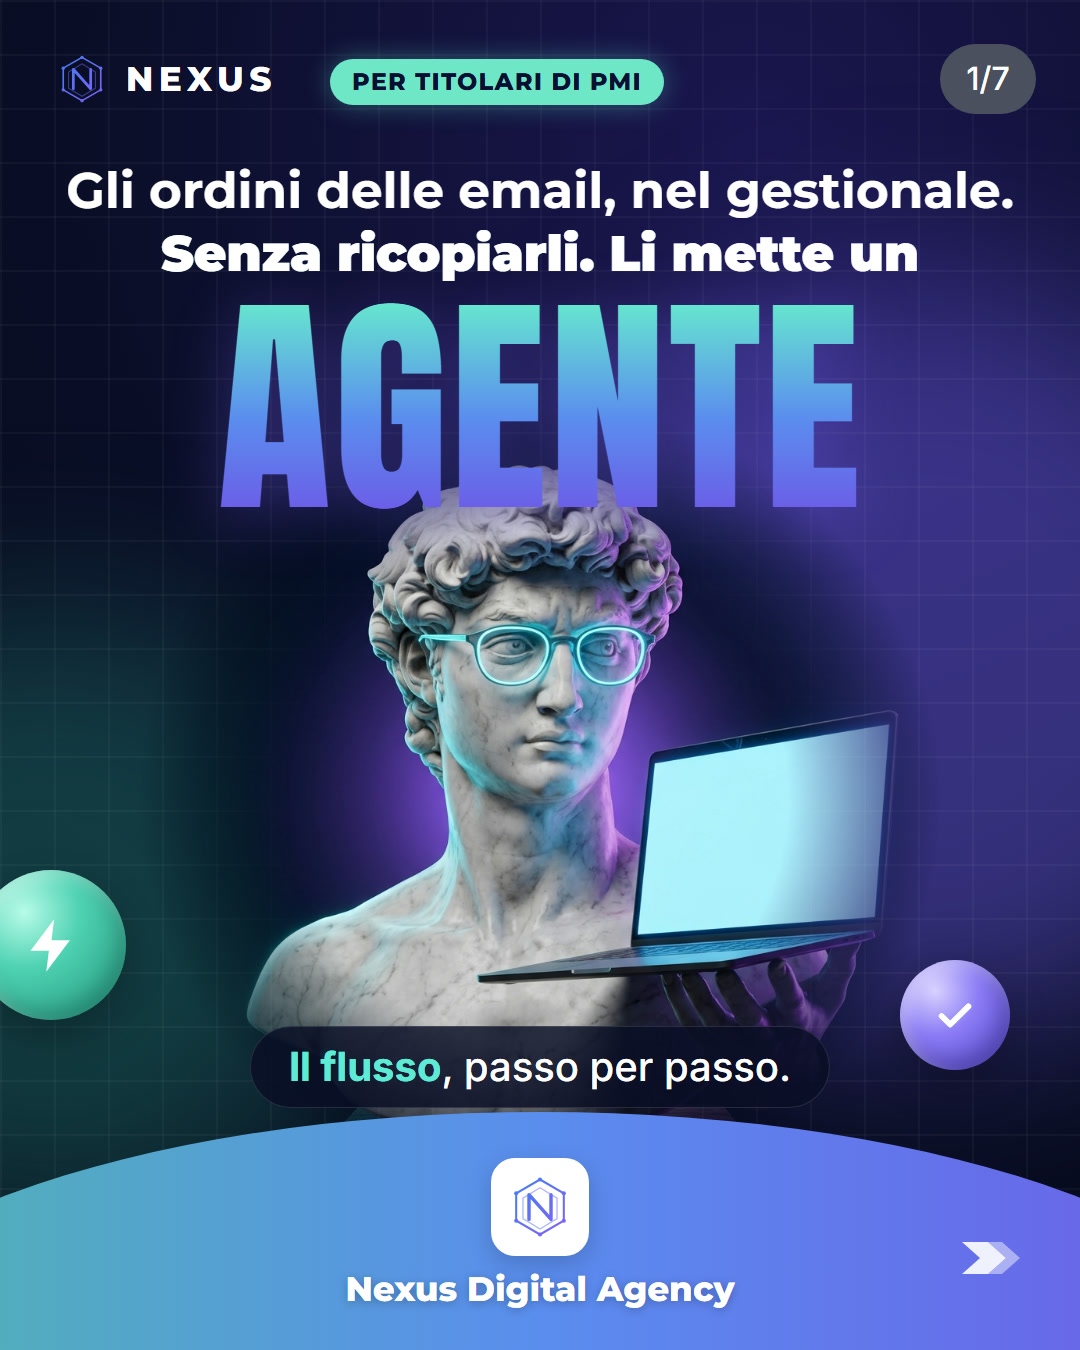 NEXUS
PER TITOLARI DI PMI
1/7
Gli ordini delle email, nel gestionale.
Senza ricopiarli. Li mette un
AGENTE
Il flusso, passo per passo.
N
Nexus Digital Agency